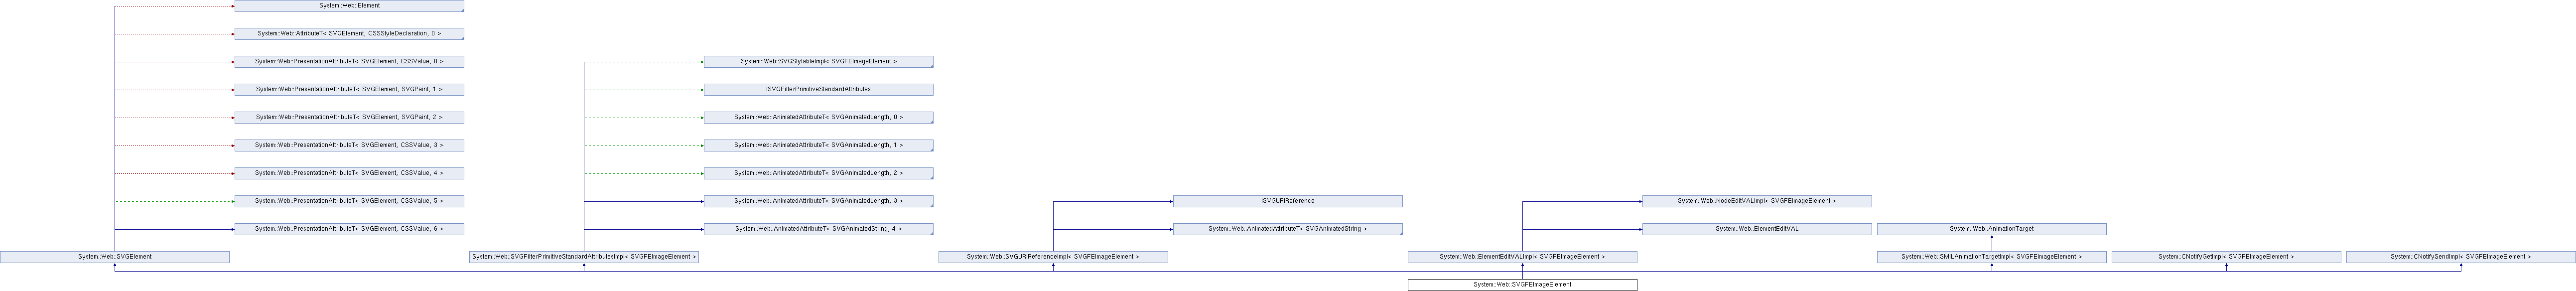 System::Web::Element
System::Web::AttributeT< SVGElement, CSSStyleDeclaration, 0 >
System::Web::PresentationAttributeT< SVGElement, CSSValue, 0 >
System::Web::SVGStylableImpl< SVGFEImageElement >
System::Web::PresentationAttributeT< SVGElement, SVGPaint, 1 >
ISVGFilterPrimitiveStandardAttributes
System::Web::PresentationAttributeT< SVGElement, SVGPaint, 2 >
System::Web::AnimatedAttributeT< SVGAnimatedLength, 0 >
System::Web::PresentationAttributeT< SVGElement, CSSValue, 3 >
System::Web::AnimatedAttributeT< SVGAnimatedLength, 1 >
System::Web::PresentationAttributeT< SVGElement, CSSValue, 4 >
System::Web::AnimatedAttributeT< SVGAnimatedLength, 2 >
System::Web::PresentationAttributeT< SVGElement, CSSValue, 5 >
System::Web::AnimatedAttributeT< SVGAnimatedLength, 3 >
ISVGURIReference
System::Web::NodeEditVALImpl< SVGFEImageElement >
System::Web::PresentationAttributeT< SVGElement, CSSValue, 6 >
System::Web::AnimatedAttributeT< SVGAnimatedString, 4 >
System::Web::AnimatedAttributeT< SVGAnimatedString >
System::Web::ElementEditVAL
System::Web::AnimationTarget
System::Web::SVGElement
System::Web::SVGFilterPrimitiveStandardAttributesImpl< SVGFEImageElement >
System::Web::SVGURIReferenceImpl< SVGFEImageElement >
System::Web::ElementEditVALImpl< SVGFEImageElement >
System::Web::SMILAnimationTargetImpl< SVGFEImageElement >
System::CNotifyGetImpl< SVGFEImageElement >
System::CNotifySendImpl< SVGFEImageElement >
System::Web::SVGFEImageElement